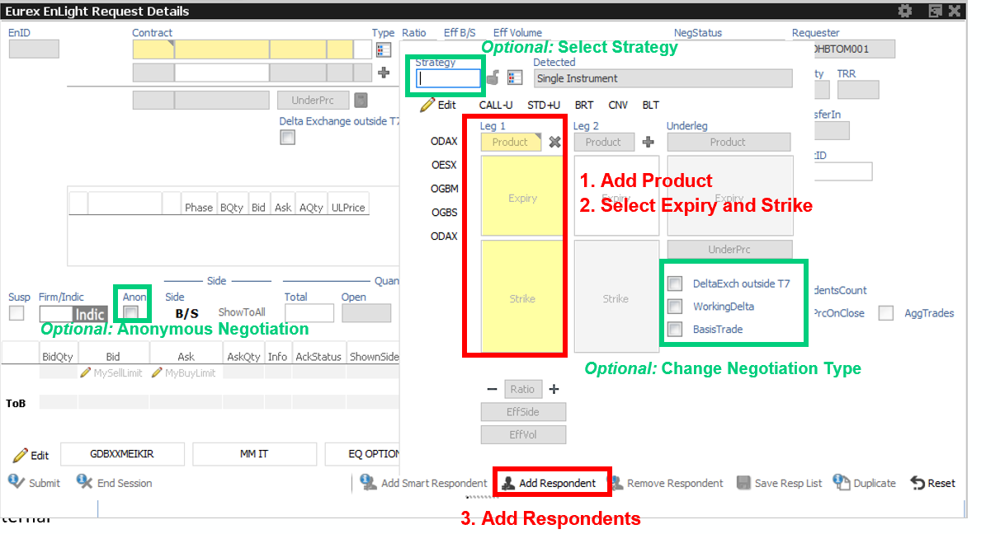 Eurex EnLight Request Details
EnID Contract Type Ratio Eff B/S Eff Volume NegStatus Requester
Optional: Select Strategy
Strategy Detected
DHBTOM001
Single Instrument
ty TRR
UnderPrc
Edit CALL-U STD+U BRT CNV BLT
Delta Exchange outside T7
sferIn
Leg 1 Leg 2 Underleg
ODAX Product Product Product
tID
OESX
1. Add Product
OGBM Expiry Expiry Expiry
2. Select Expiry and Strike
Phase BQty Bid Ask AQty ULPrice
OGBS
ODAX
UnderPrc
Side Quan
DeltaExch outside T7
Susp Firm/Indic Anon Side Total Open
Strike Strike
dentsCount
WorkingDelta
Indic B/S ShowToAll
PrcOnClose AggTrades
BasisTrade
Optional: Anonymous Negotiation
BidQty Bid Ask AskQty Info AckStatus ShownSide
Optional: Change Negotiation Type
MySellLimit MyBuyLimit
Ratio
ToB
EffSide
EffVol
Edit GDBXXMEIKIR MM IT EQ OPTION
Submit End Session Add Smart Respondent Add Respondent Remove Respondent Save Resp List Duplicate Reset
ternal
3. Add Respondents